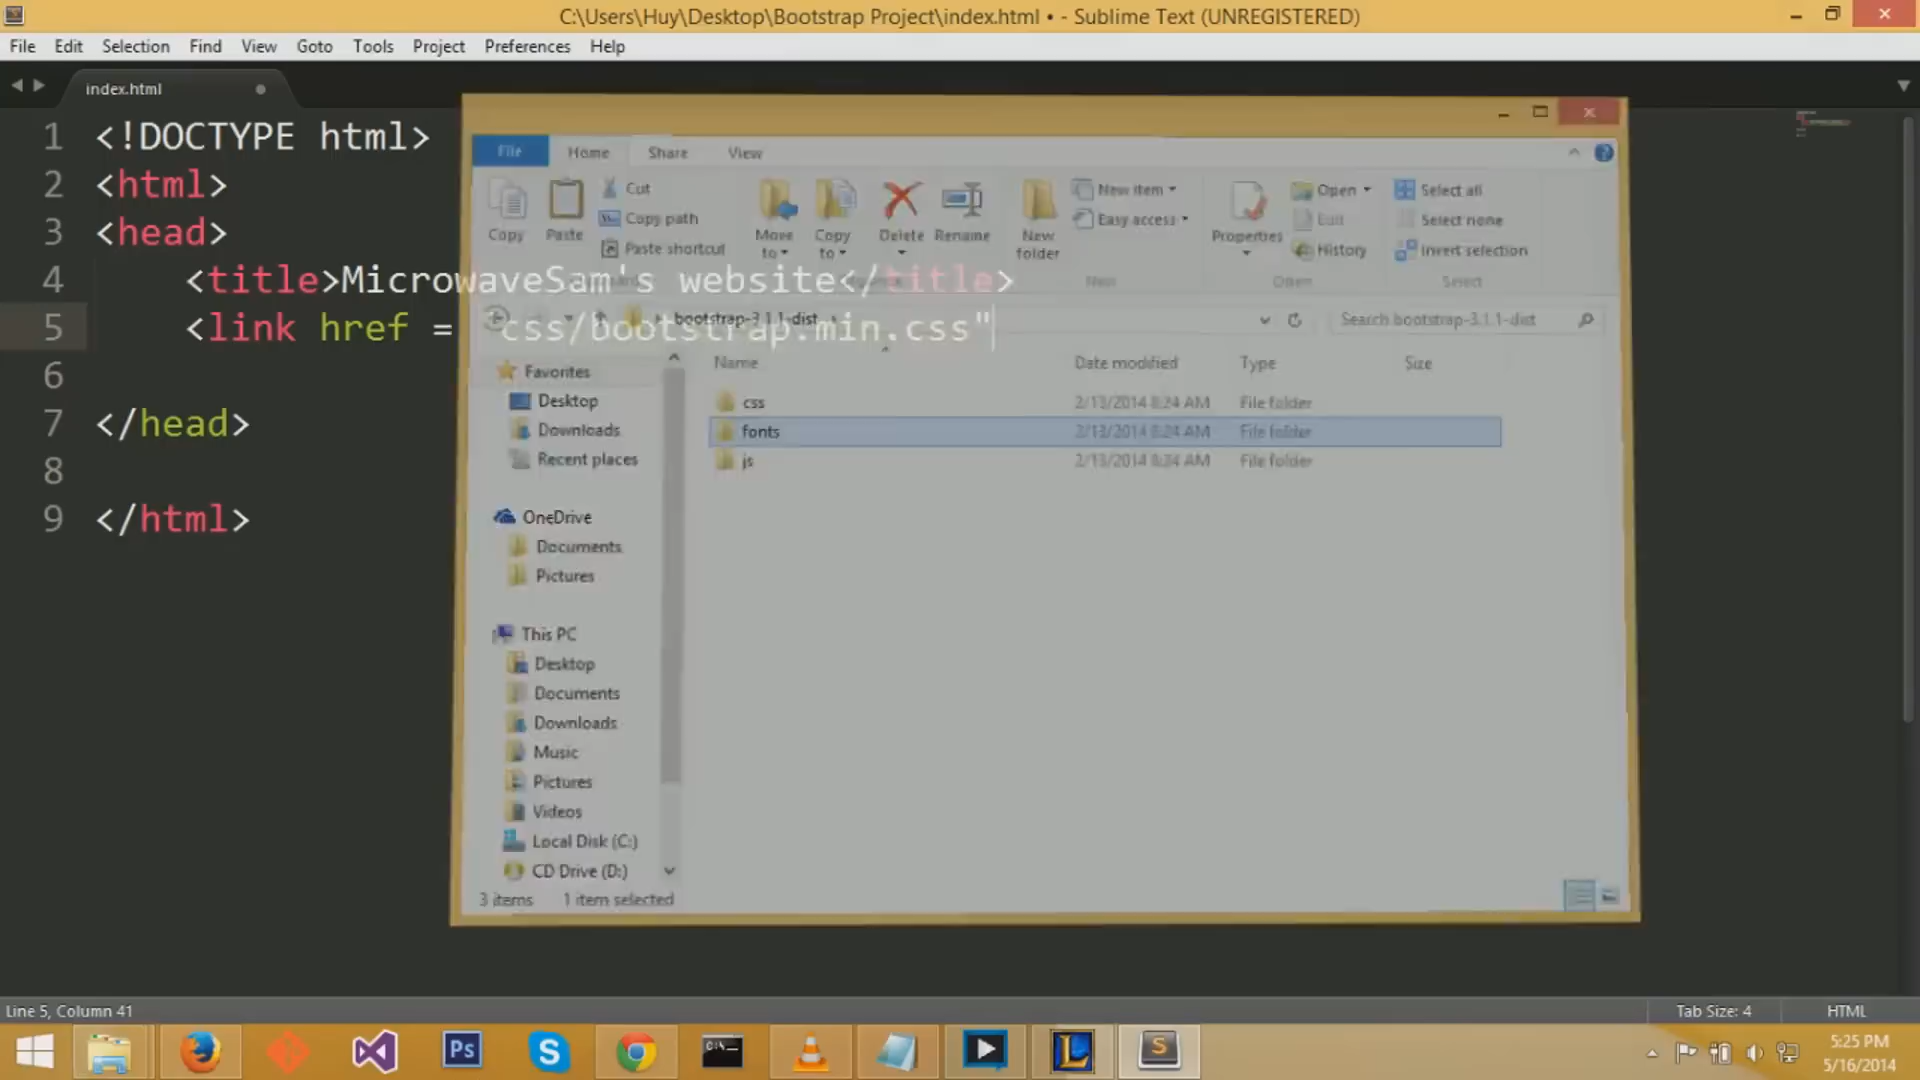 C:\Users\Huy\Desktop\Bootstrap Project\index.html • - Sublime Text (UNREGISTERED)
File Edit Selection Find View Goto Tools Project Preferences Help
index.html
1 <!DOCTYPE html>
2 <html>
3 <head>
4 <title>MicrowaveSam's website</title>
5 <link href = "css/bootstrap.min.css"
6
7 </head>
8
9 </html>
File Home Share View
Copy
Paste
Cut
Copy path
Paste shortcut
Move to
Copy to
Delete
Rename
New folder
New item
Easy access
New
Properties
Open
Edit
History
Open
Select all
Select none
Invert selection
Select
bootstrap-3.1.1-dist
Search bootstrap-3.1.1-dist
Name Date modified Type Size
css 2/13/2014 8:24 AM File folder
fonts 2/13/2014 8:24 AM File folder
js 2/13/2014 8:34 AM File folder
Favorites
Desktop
Downloads
Recent places
OneDrive
Documents
Pictures
This PC
Desktop
Documents
Downloads
Music
Pictures
Videos
Local Disk (C:)
CD Drive (D:)
3 items 1 item selected
Line 5, Column 41
Tab Size: 4
HTML
Ps
S
C:\
L
S
5:25 PM
5/16/2014